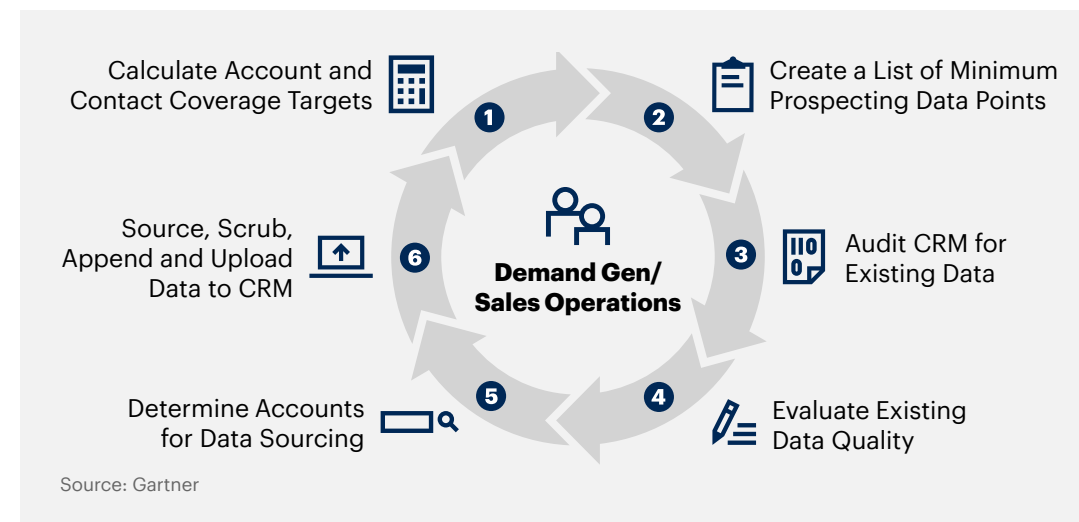 Calculate Account and
Contact Coverage Targets
1
2
Create a List of Minimum
Prospecting Data Points
3
Audit CRM for
Existing Data
4
Evaluate Existing
Data Quality
5
Determine Accounts
for Data Sourcing
6
Source, Scrub,
Append and Upload
Data to CRM
Demand Gen/
Sales Operations
110
0
Source: Gartner